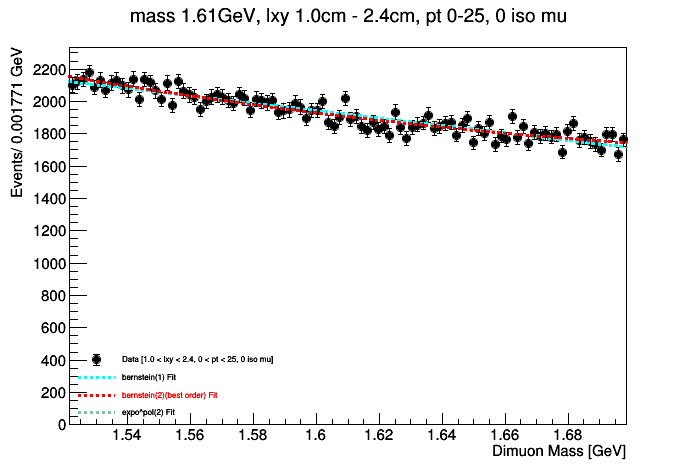 mass 1.61GeV, lxy 1.0cm - 2.4cm, pt 0-25, 0 iso mu
Events/ 0.001771 GeV
2200
2000
1800
1600
1400
1200
1000
800
600
400
200
0
Data [1.0 < lxy < 2.4, 0 < pt < 25, 0 iso mu]
bernstein(1) Fit
bernstein(2)(best order) Fit
expo*pol(2) Fit
1.54 1.56 1.58 1.6 1.62 1.64 1.66 1.68
Dimuon Mass [GeV]